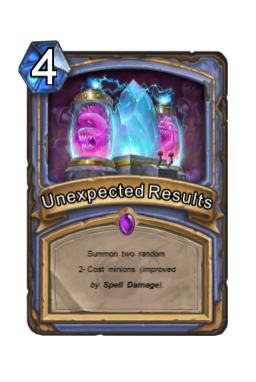 4
Unexpected Results
Summon two random
2- Cost minions (improved
by Spell Damage).